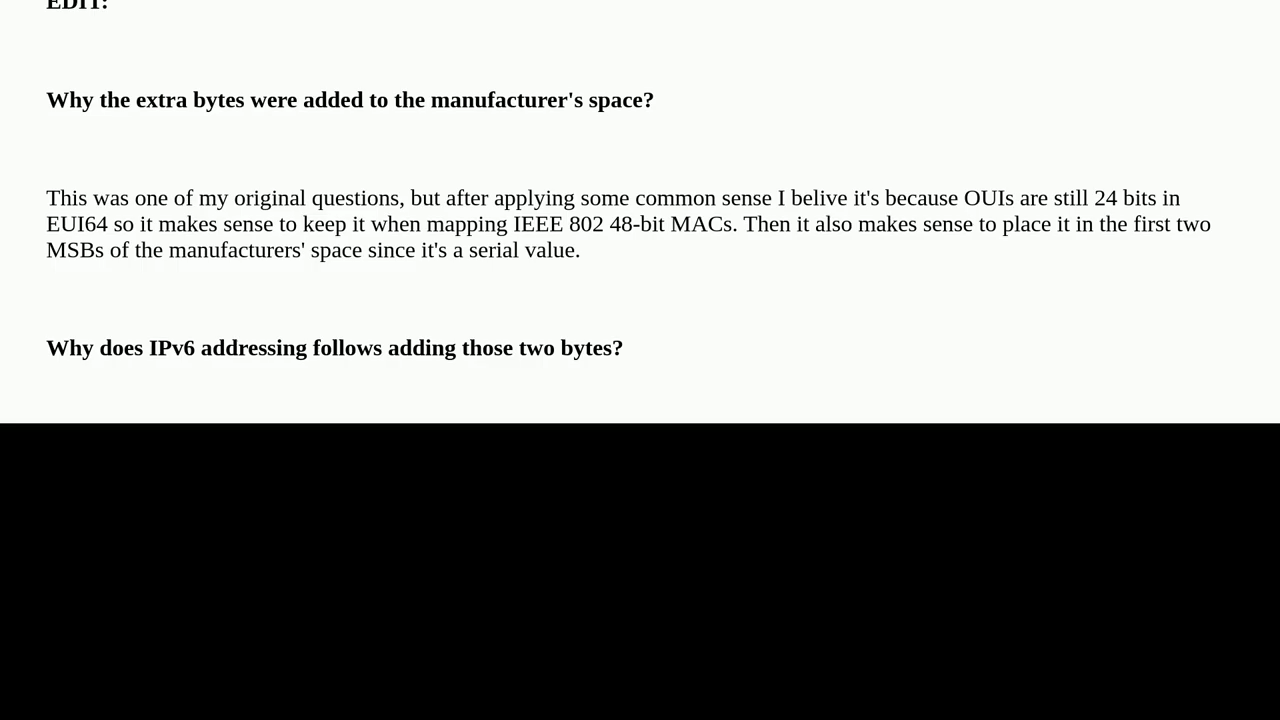 EDIT:
Why the extra bytes were added to the manufacturer's space?
This was one of my original questions, but after applying some common sense I belive it's because OUIs are still 24 bits in
EUI64 so it makes sense to keep it when mapping IEEE 802 48-bit MACs. Then it also makes sense to place it in the first two
MSBs of the manufacturers' space since it's a serial value.
Why does IPv6 addressing follows adding those two bytes?